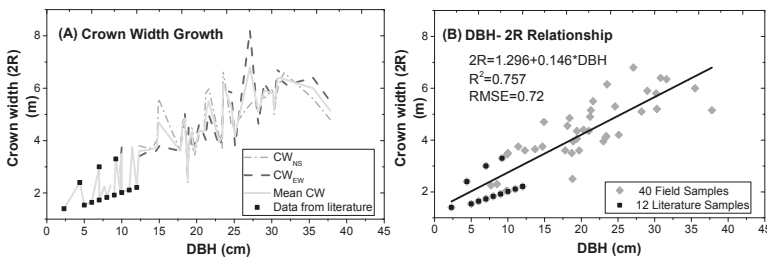 (A) Crown Width Growth
Crown width (2R)
(m)
8
6
4
2
0 5 10 15 20 25 30 35 40 45
DBH (cm)
CW_NS
CW_EW
Mean CW
Data from literature
(B) DBH- 2R Relationship
2R=1.296+0.146*DBH
R²=0.757
RMSE=0.72
Crown width (2R)
(m)
8
6
4
2
0 5 10 15 20 25 30 35 40 45
DBH (cm)
40 Field Samples
12 Literature Samples